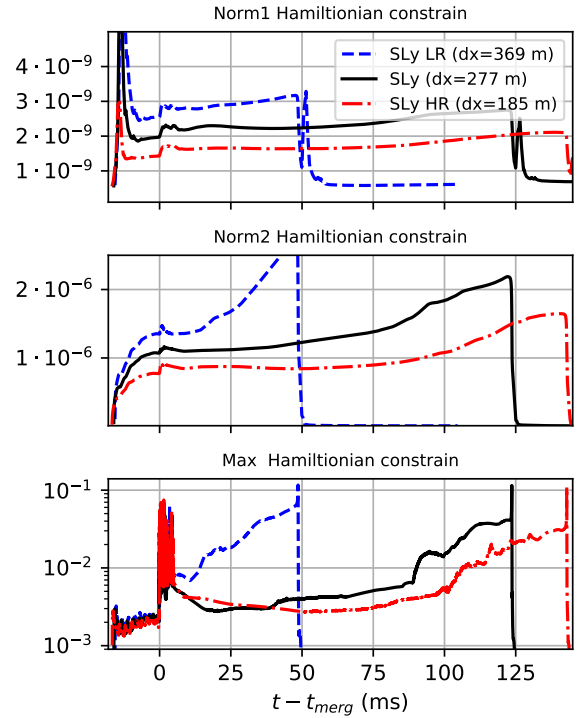 Norm1 Hamiltionian constrain
4 · 10⁻⁹
3 · 10⁻⁹
2 · 10⁻⁹
1 · 10⁻⁹
SLy LR (dx=369 m)
SLy (dx=277 m)
SLy HR (dx=185 m)
Norm2 Hamiltionian constrain
2 · 10⁻⁶
1 · 10⁻⁶
Max Hamiltionian constrain
10⁻¹
10⁻²
10⁻³
0 25 50 75 100 125
t − t_merg (ms)